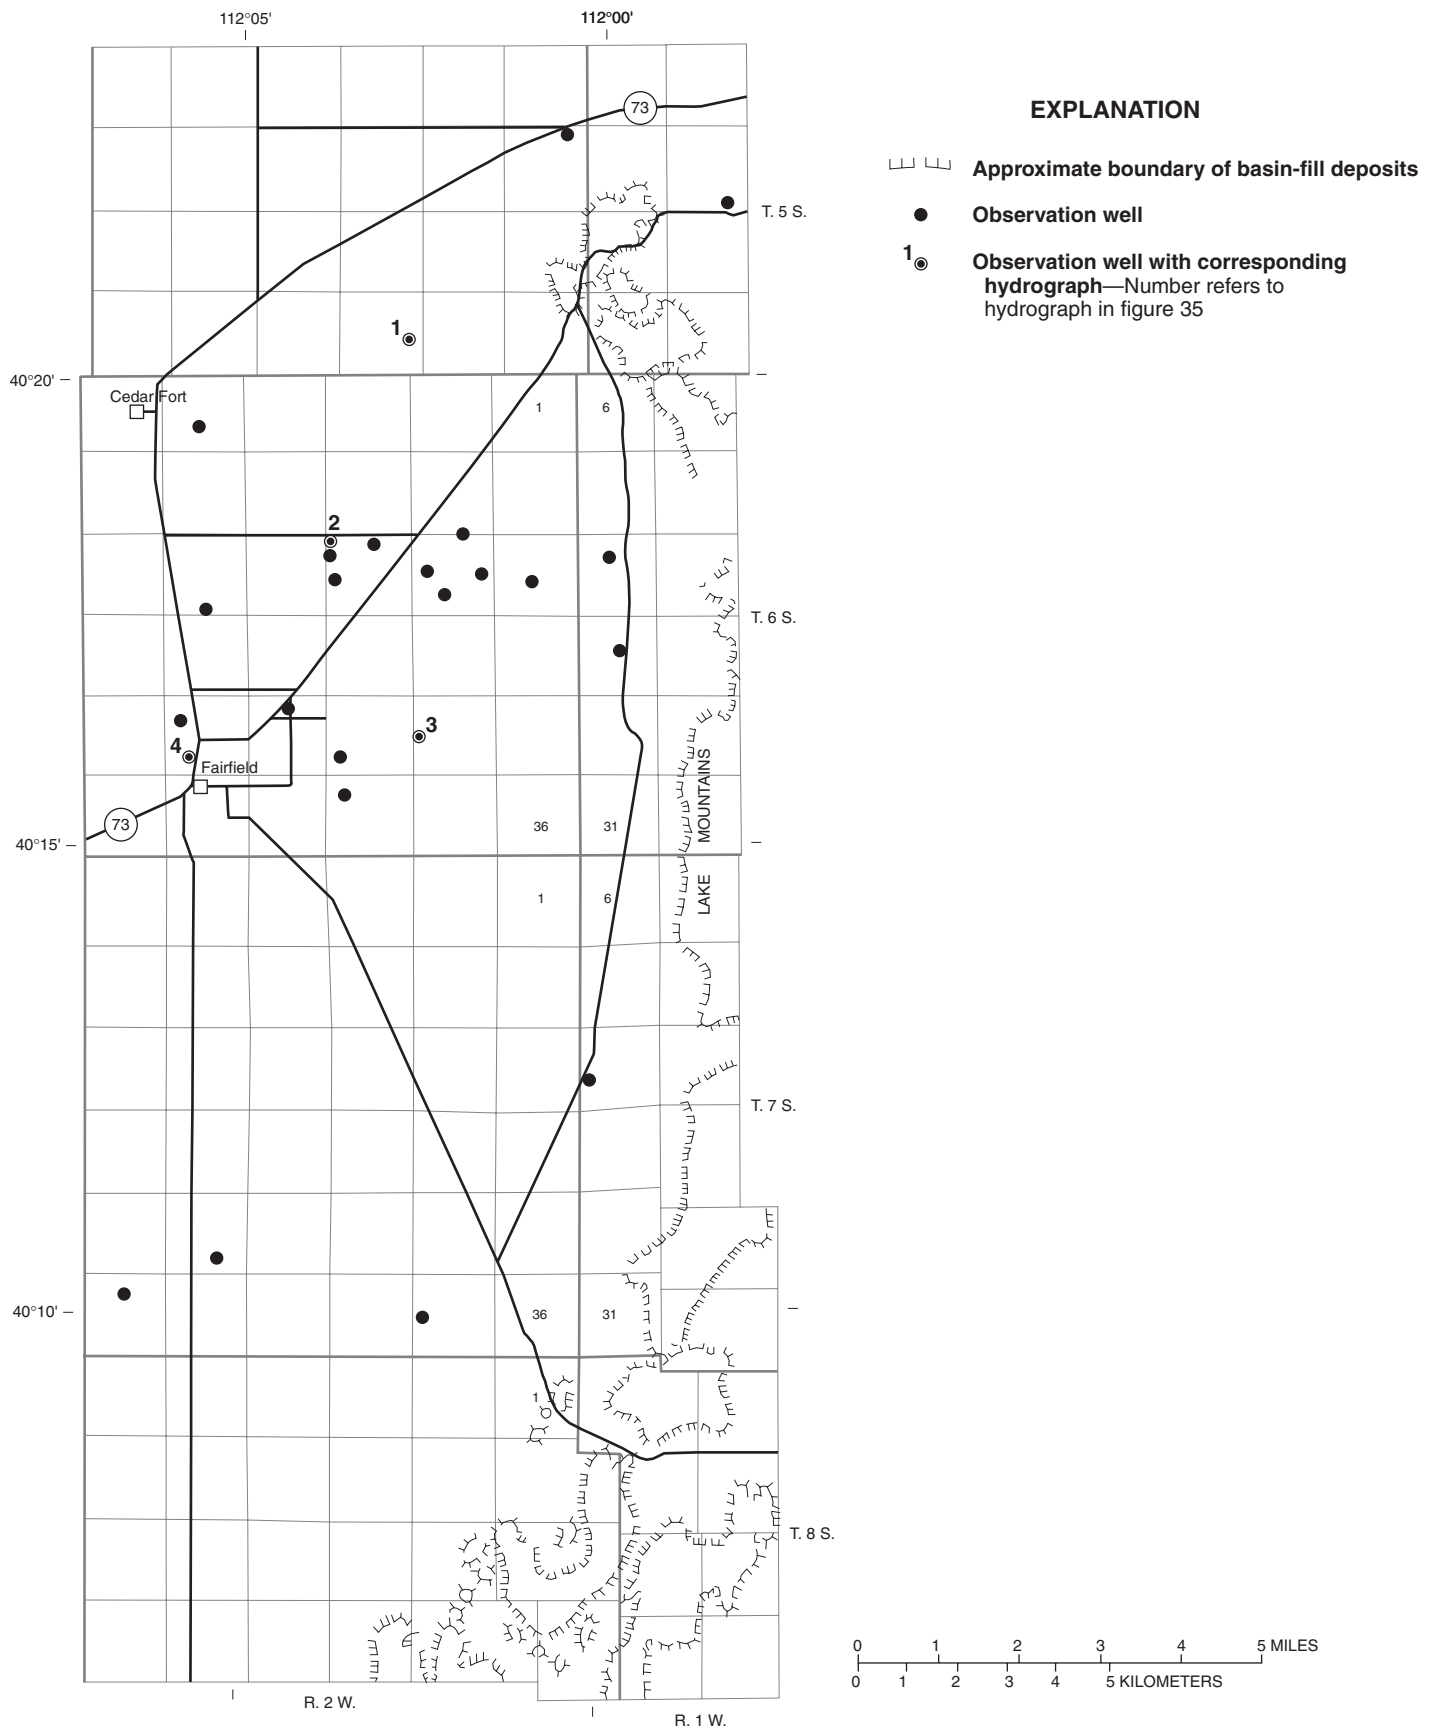 112°05'
112°00'
73
EXPLANATION
Approximate boundary of basin-fill deposits
Observation well
1
Observation well with corresponding
hydrograph—Number refers to
hydrograph in figure 35
T. 5 S.
1
40°20'
Cedar Fort
1
6
2
T. 6 S.
3
4
Fairfield
73
36
31
LAKE MOUNTAINS
40°15'
1
6
T. 7 S.
40°10'
36
31
1
T. 8 S.
0 1 2 3 4 5 MILES
0 1 2 3 4 5 KILOMETERS
R. 2 W.
R. 1 W.